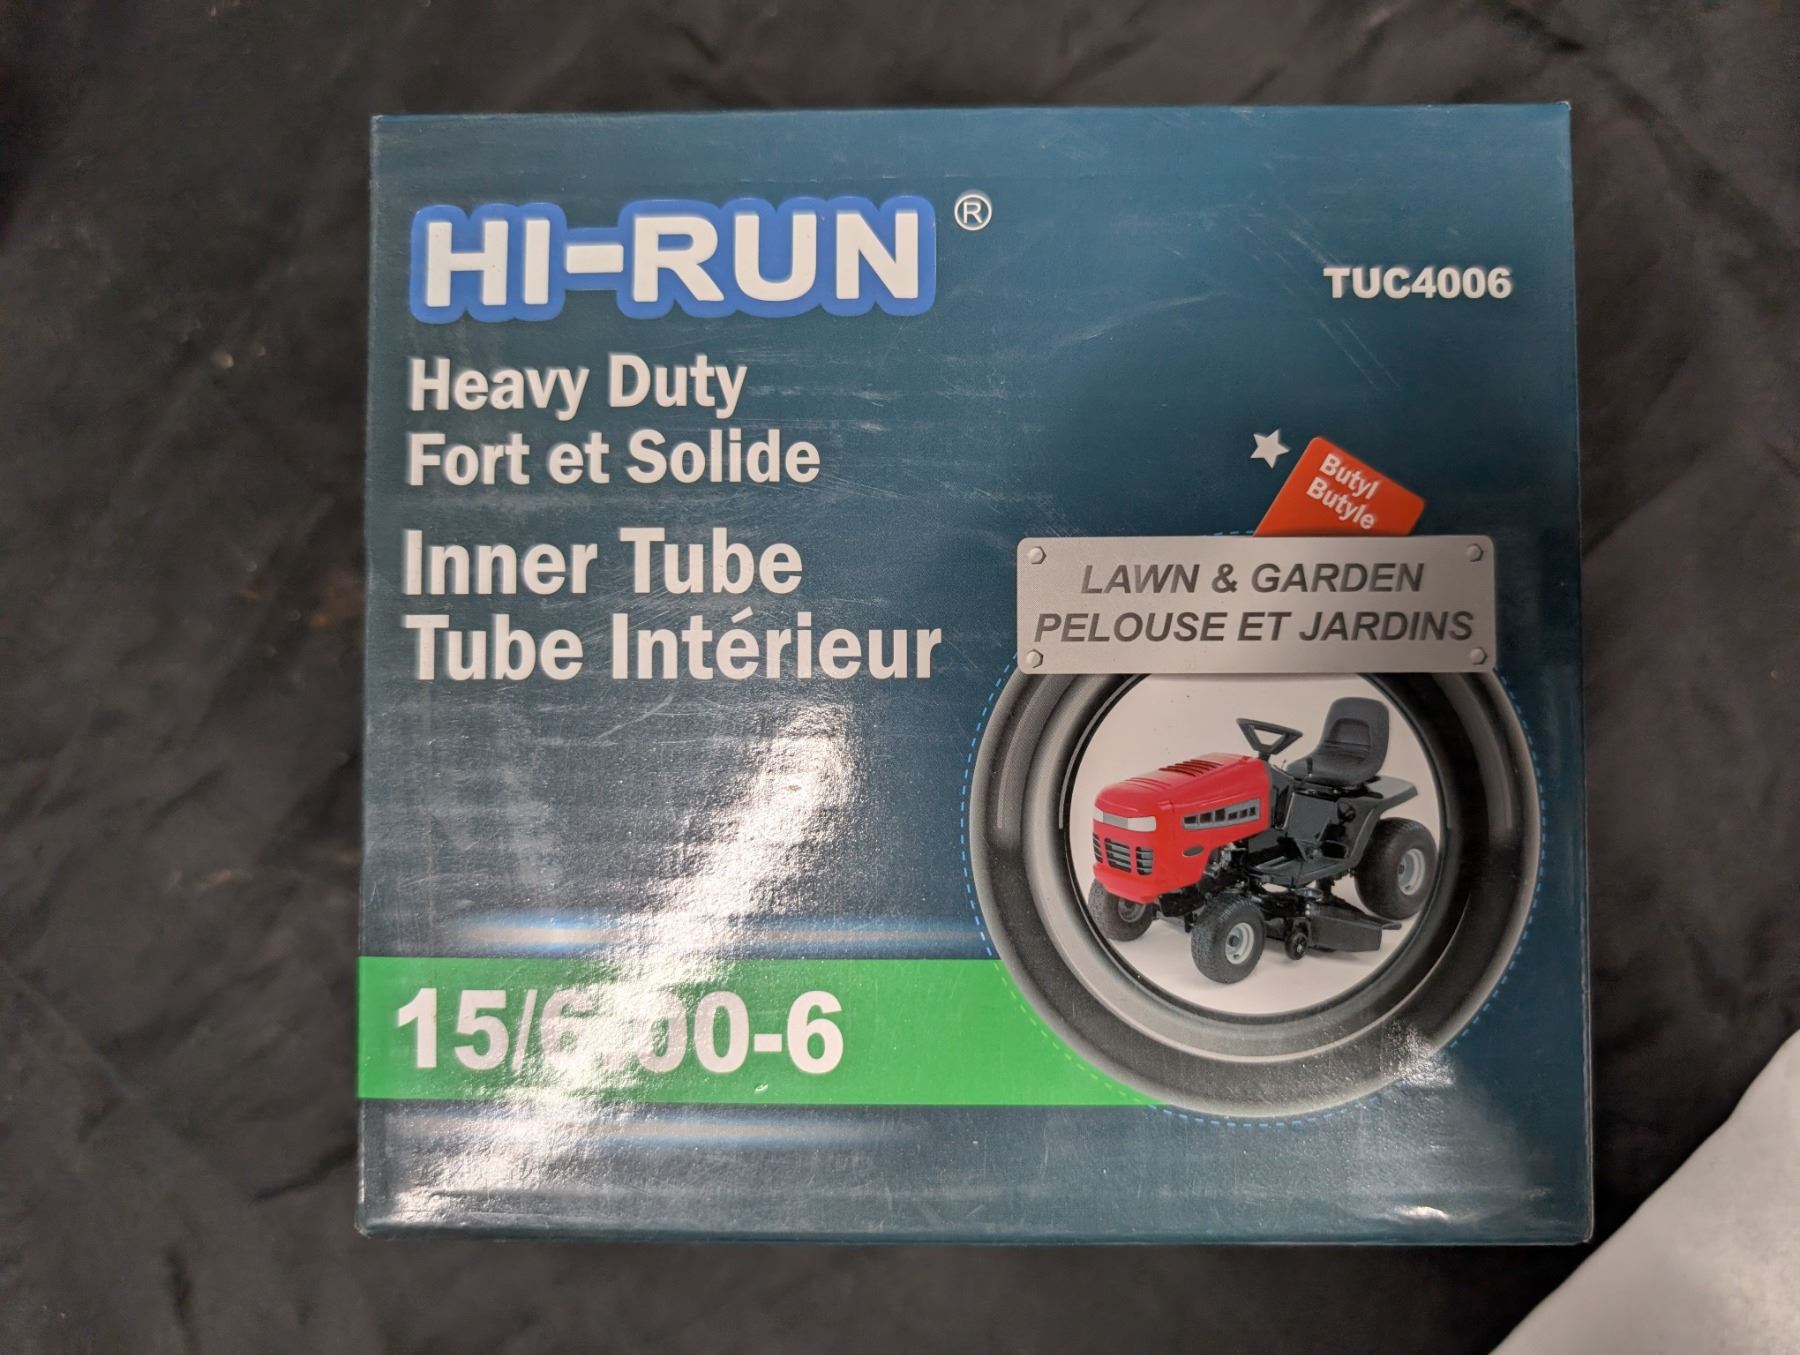 HI-RUN ®
TUC4006
Heavy Duty
Fort et Solide
Inner Tube
Tube Intérieur
Butyl
Butyle
LAWN & GARDEN
PELOUSE ET JARDINS
15/6.00-6